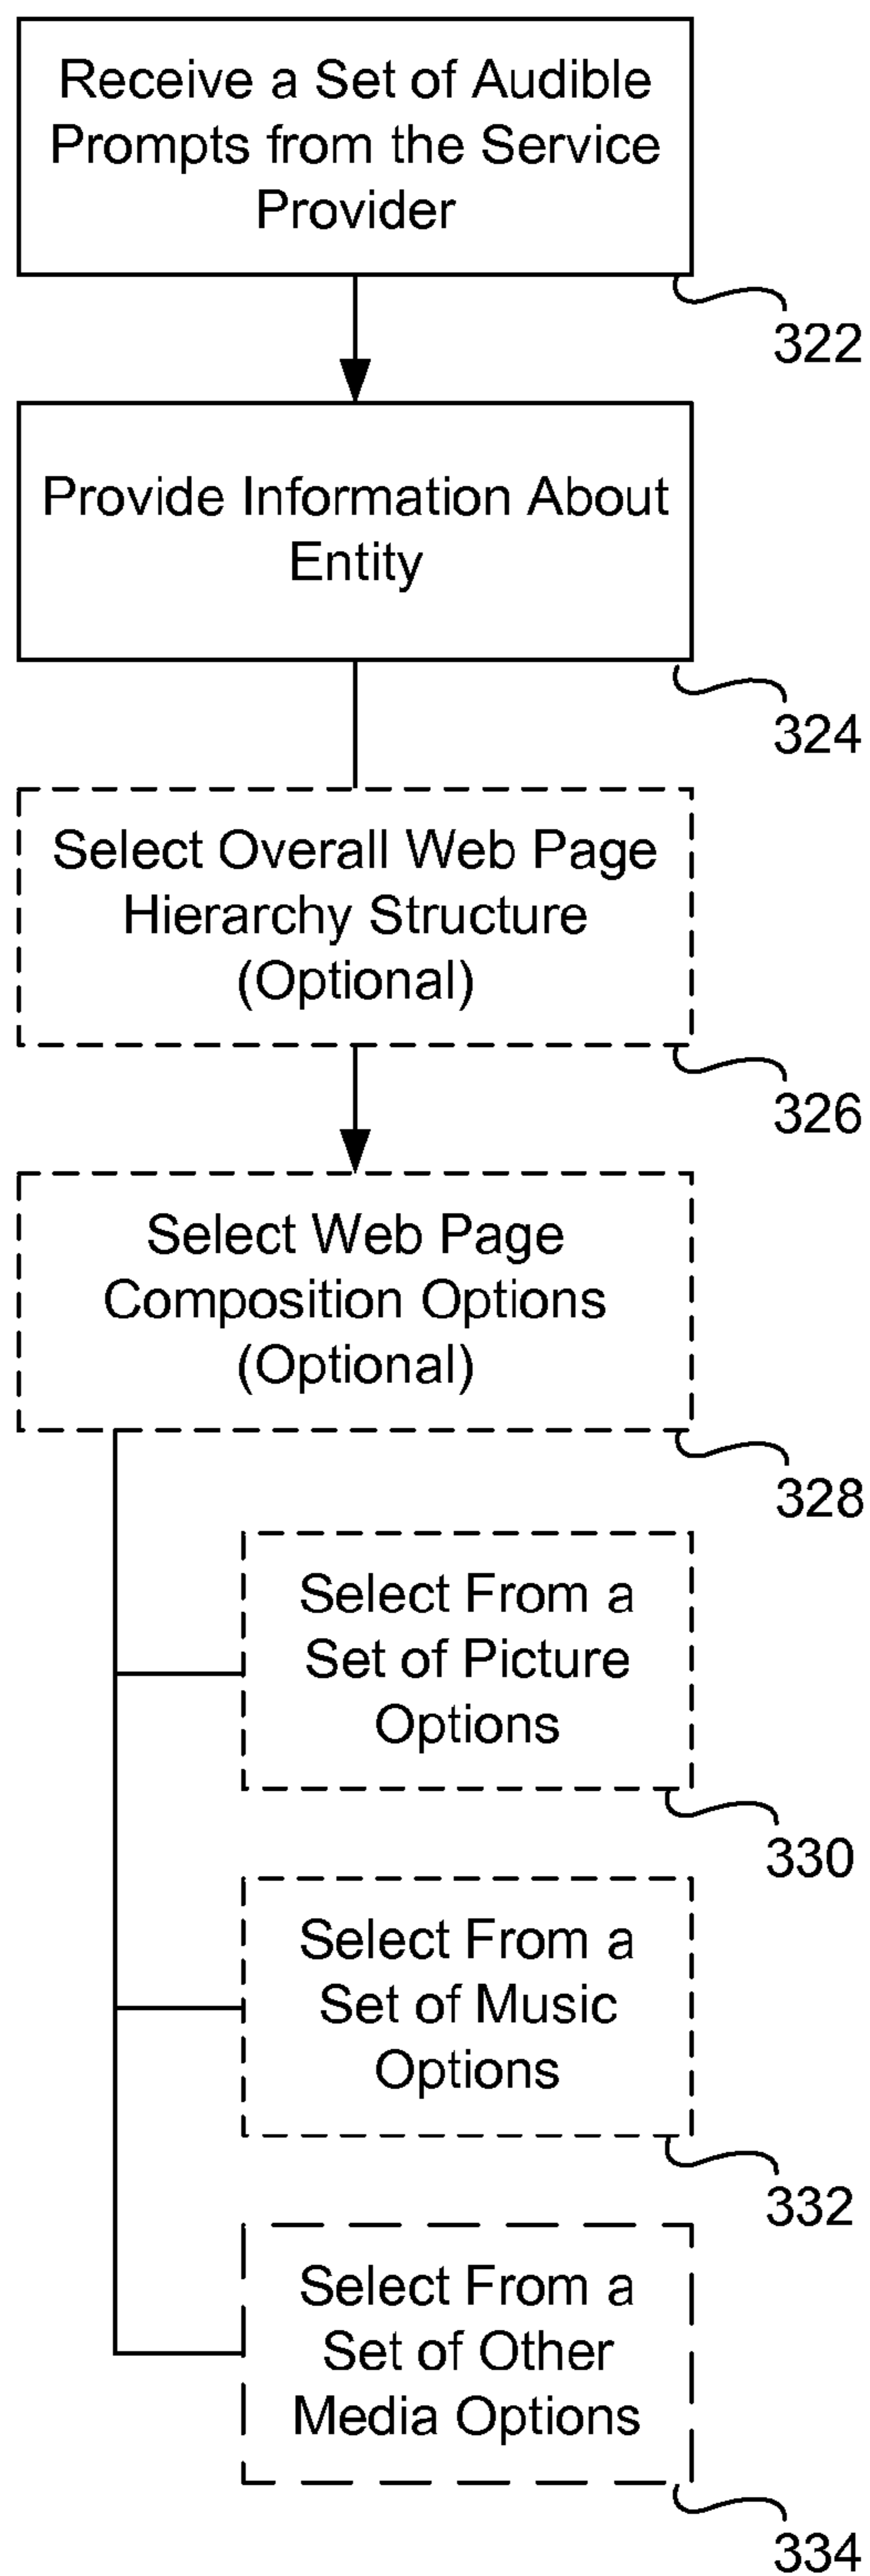 Receive a Set of Audible
Prompts from the Service
Provider
322
Provide Information About
Entity
324
Select Overall Web Page
Hierarchy Structure
(Optional)
326
Select Web Page
Composition Options
(Optional)
328
Select From a
Set of Picture
Options
330
Select From a
Set of Music
Options
332
Select From a
Set of Other
Media Options
334